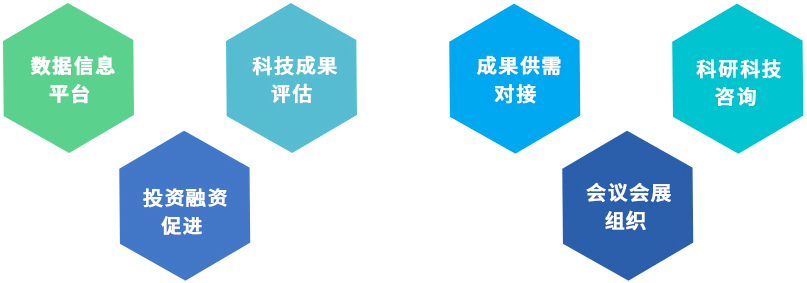 数据信息
平台
科技成果
评估
成果供需
对接
科研科技
咨询
投资融资
促进
会议会展
组织